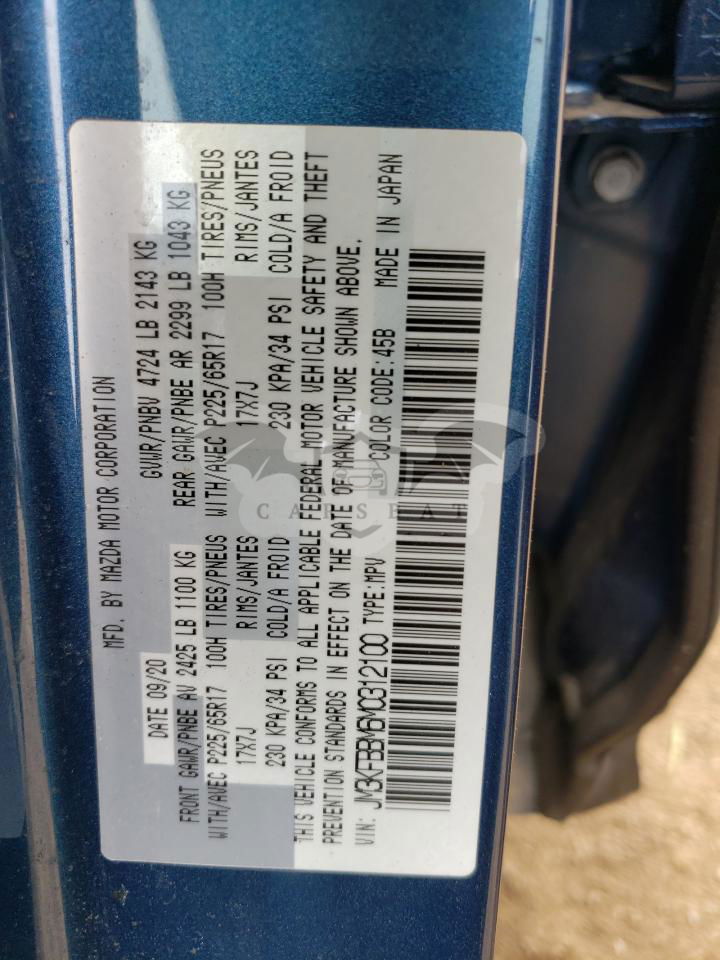 MFD. BY MAZDA MOTOR CORPORATION
DATE 09/20 GVWR/PNBV 4724 LB 2143 KG
FRONT GAWR/PNBE AV 2425 LB 1100 KG REAR GAWR/PNBE AR 2299 LB 1043 KG
WITH/AVEC P225/65R17 100H TIRES/PNEUS WITH/AVEC P225/65R17 100H TIRES/PNEUS
17X7J RIMS/JANTES 17X7J RIMS/JANTES
230 KPA/34 PSI COLD/A FROID 230 KPA/34 PSI COLD/A FROID
THIS VEHICLE CONFORMS TO ALL APPLICABLE FEDERAL MOTOR VEHICLE SAFETY AND THEFT
PREVENTION STANDARDS IN EFFECT ON THE DATE OF MANUFACTURE SHOWN ABOVE.
VIN: JM3KFBBM6M0312100 TYPE:MPV COLOR CODE:45B MADE IN JAPAN
CARSEAT